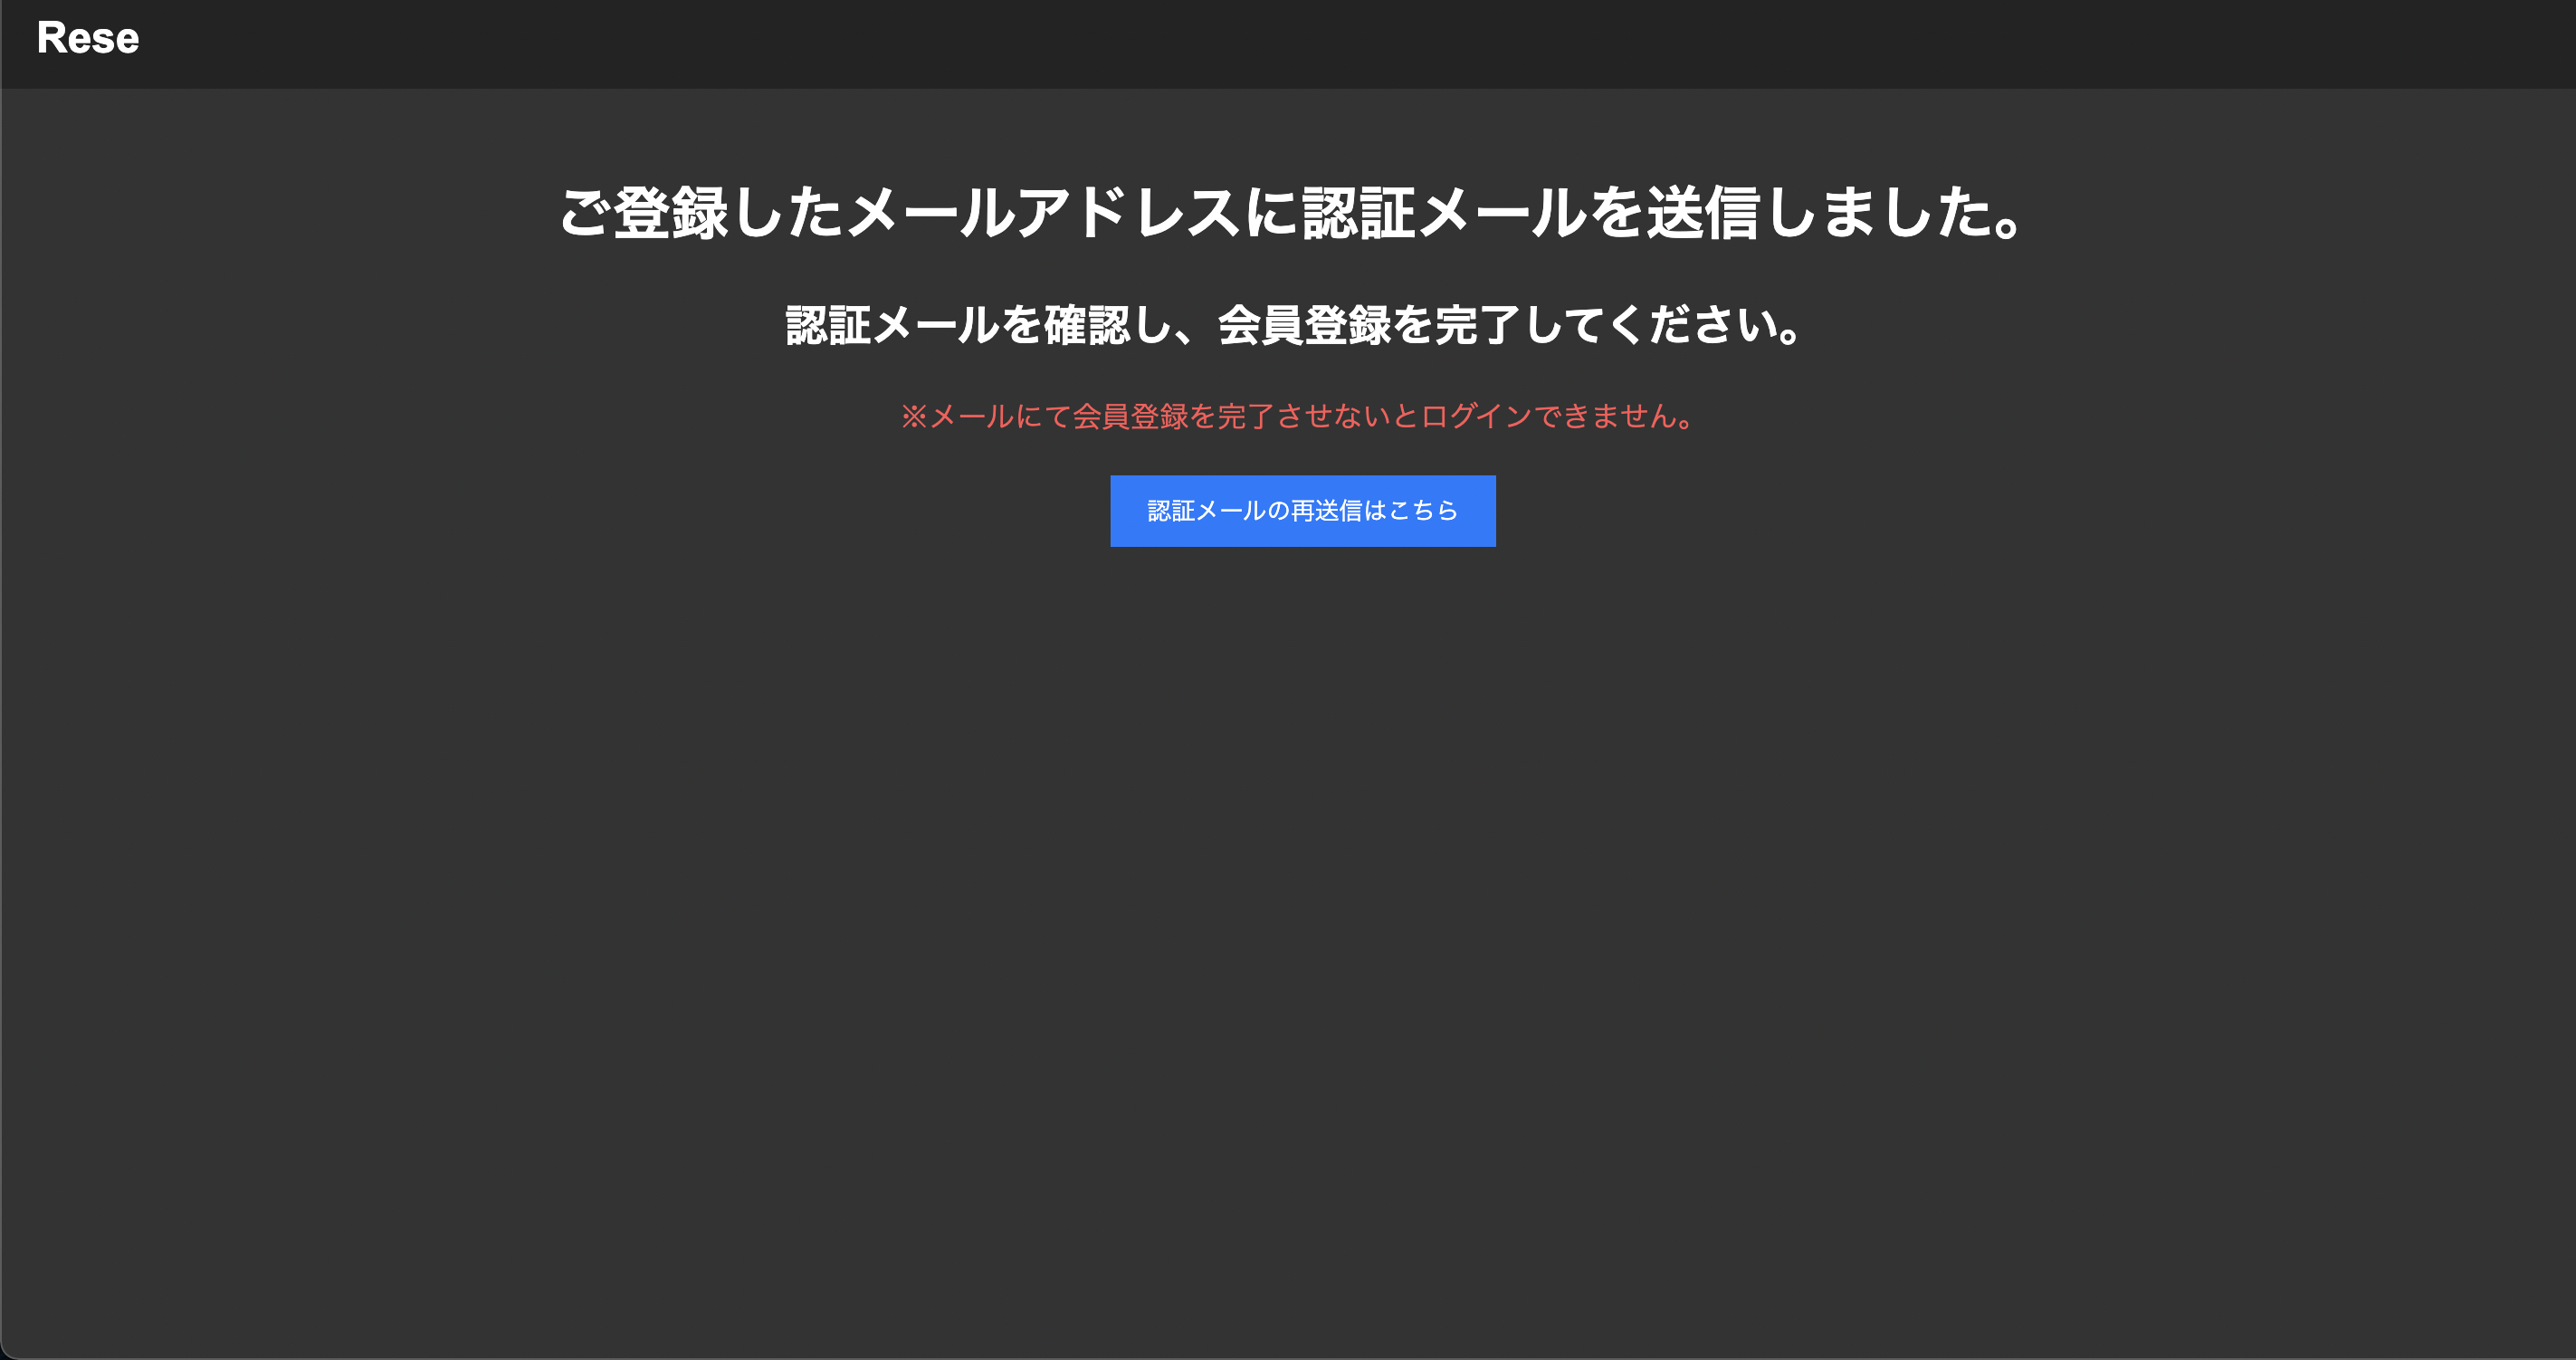 Rese
ご登録したメールアドレスに認証メールを送信しました。
認証メールを確認し、会員登録を完了してください。
※メールにて会員登録を完了させないとログインできません。
認証メールの再送信はこちら